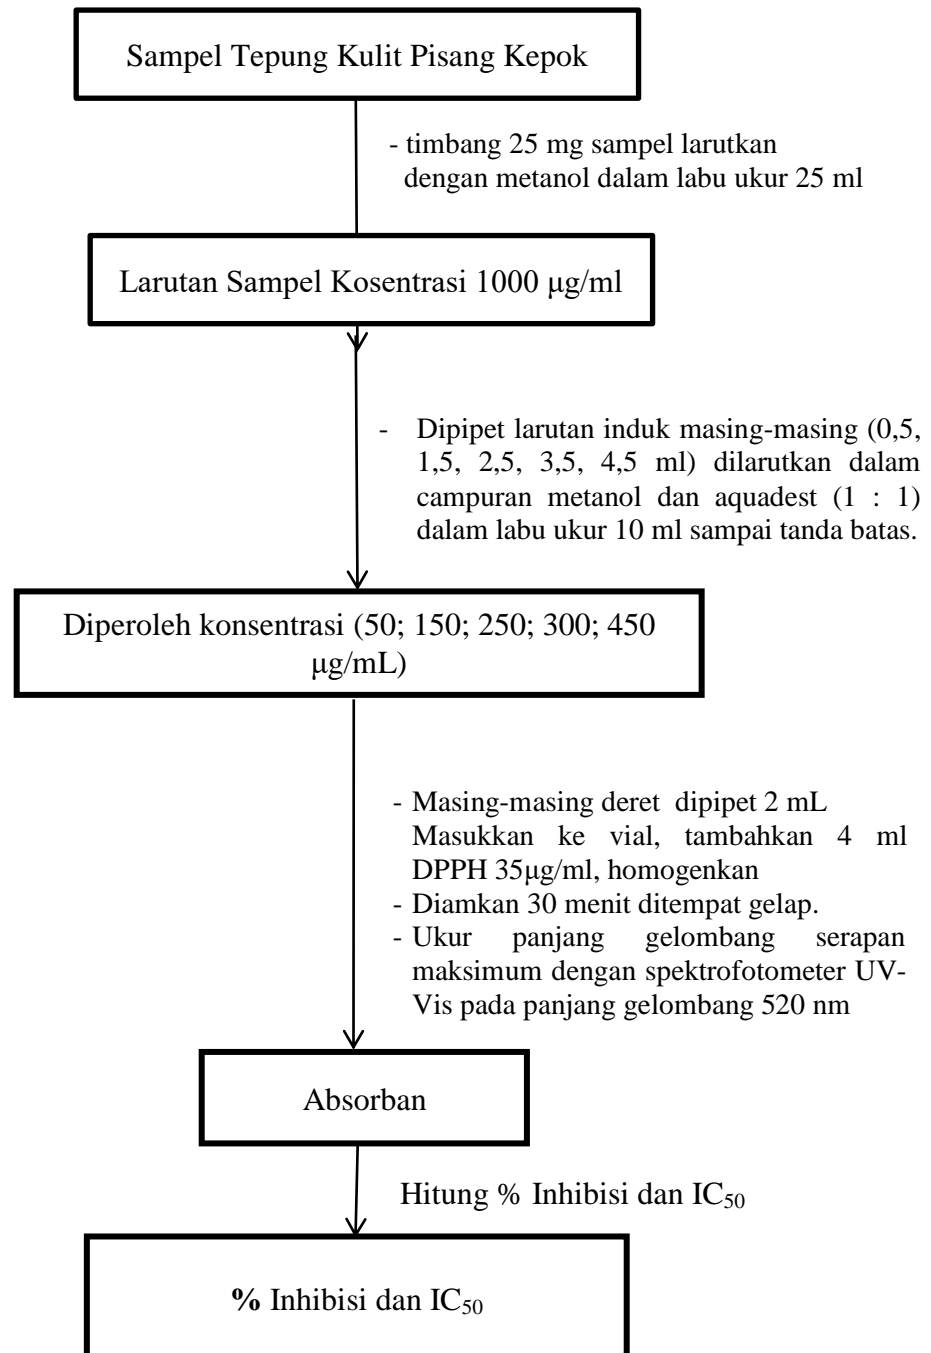 Sampel Tepung Kulit Pisang Kepok
- timbang 25 mg sampel larutkan
dengan metanol dalam labu ukur 25 ml
Larutan Sampel Kosentrasi 1000 μg/ml
- Dipipet larutan induk masing-masing (0,5,
1,5, 2,5, 3,5, 4,5 ml) dilarutkan dalam
campuran metanol dan aquadest (1 : 1)
dalam labu ukur 10 ml sampai tanda batas.
Diperoleh konsentrasi (50; 150; 250; 300; 450
μg/mL)
- Masing-masing deret dipipet 2 mL
Masukkan ke vial, tambahkan 4 ml
DPPH 35μg/ml, homogenkan
- Diamkan 30 menit ditempat gelap.
- Ukur panjang gelombang serapan
maksimum dengan spektrofotometer UV-
Vis pada panjang gelombang 520 nm
Absorban
Hitung % Inhibisi dan IC₅₀
% Inhibisi dan IC₅₀